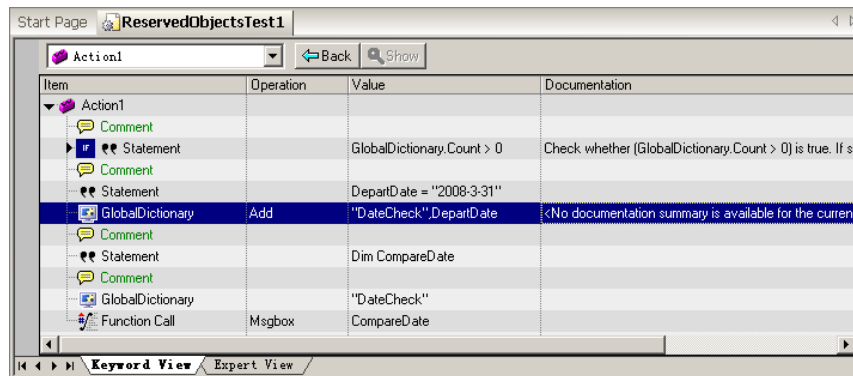 Start Page ReservedObjectsTest1
Action1 Back Show
Item Operation Value Documentation
Action1
Comment
IF Statement GlobalDictionary.Count > 0 Check whether (GlobalDictionary.Count > 0) is true. If s
Comment
Statement DepartDate = "2008-3-31"
GlobalDictionary Add "DateCheck",DepartDate <No documentation summary is available for the curren
Comment
Statement Dim CompareDate
Comment
GlobalDictionary "DateCheck"
Function Call Msgbox CompareDate
Keyword View Expert View